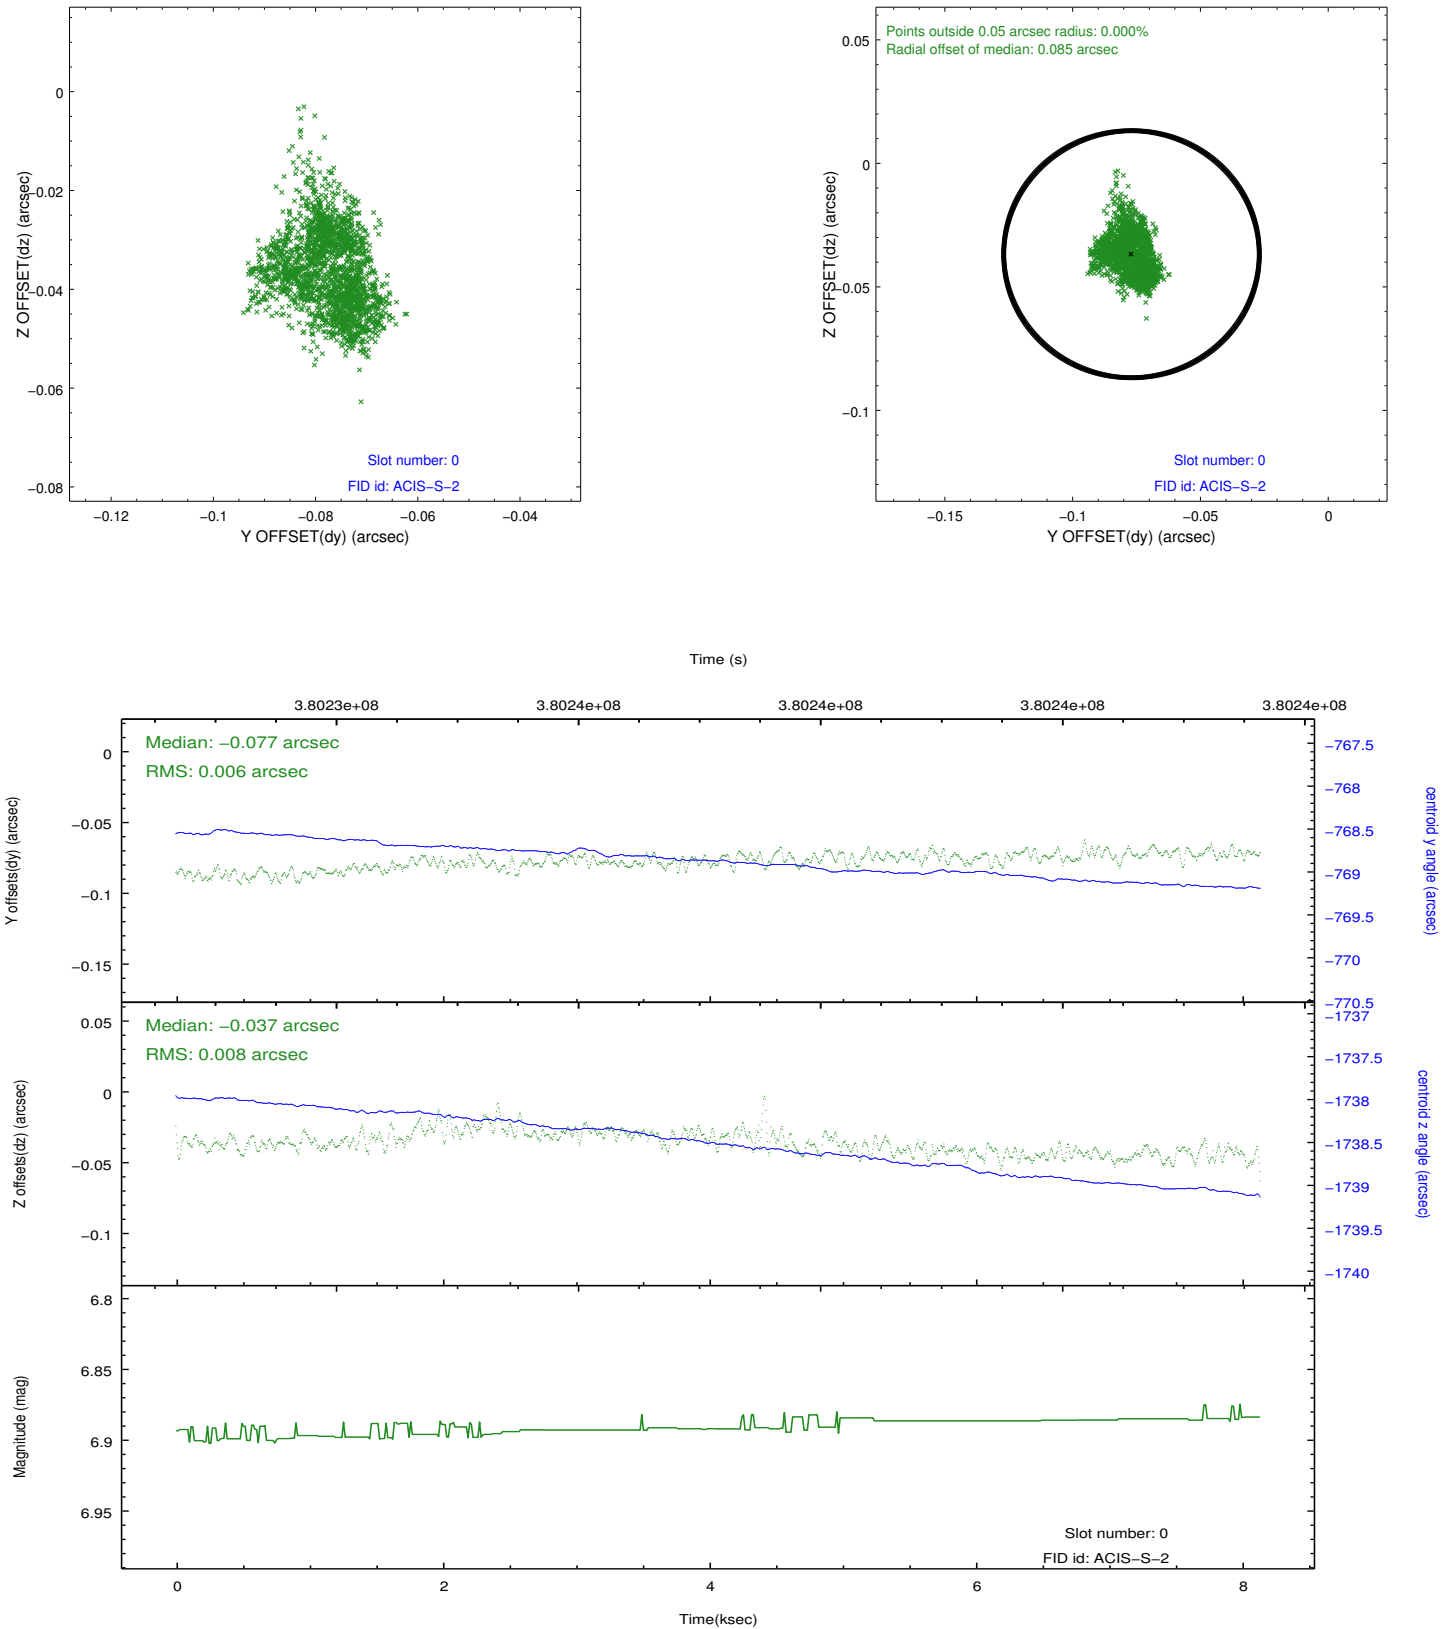 0
−0.02
−0.04
−0.06
−0.08
Z OFFSET(dz) (arcsec)
Slot number: 0
FID id: ACIS−S−2
−0.12
−0.1
−0.08
−0.06
−0.04
Y OFFSET(dy) (arcsec)
Points outside 0.05 arcsec radius: 0.000%
Radial offset of median: 0.085 arcsec
0.05
0
−0.05
−0.1
Z OFFSET(dz) (arcsec)
Slot number: 0
FID id: ACIS−S−2
−0.15
−0.1
−0.05
0
Y OFFSET(dy) (arcsec)
Time (s)
3.8023e+08
3.8024e+08
3.8024e+08
3.8024e+08
3.8024e+08
Median: −0.077 arcsec
RMS: 0.006 arcsec
0
−0.05
−0.1
−0.15
Y offsets(dy) (arcsec)
−767.5
−768
−768.5
−769
−769.5
−770
−770.5
centroid y angle (arcsec)
Median: −0.037 arcsec
RMS: 0.008 arcsec
0.05
0
−0.05
−0.1
Z offsets(dz) (arcsec)
−1737
−1737.5
−1738
−1738.5
−1739
−1739.5
−1740
centroid z angle (arcsec)
6.8
6.85
6.9
6.95
Magnitude (mag)
Slot number: 0
FID id: ACIS−S−2
0
2
4
6
8
Time(ksec)